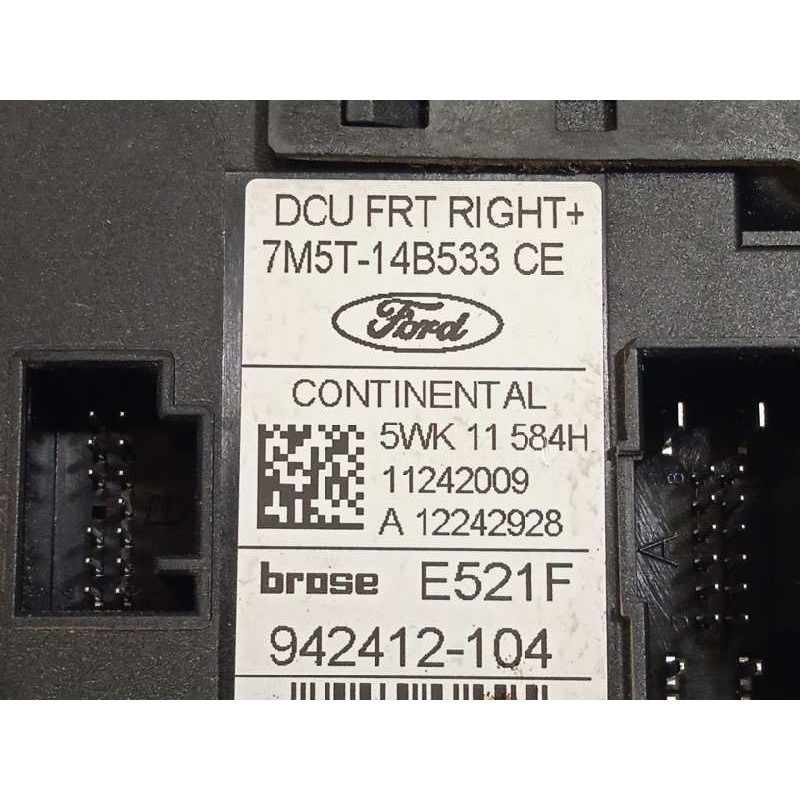 DCU FRT RIGHT+
7M5T-14B533 CE
Ford
CONTINENTAL
5WK 11 584H
11242009
A 12242928
brose E521F
942412-104
B
A